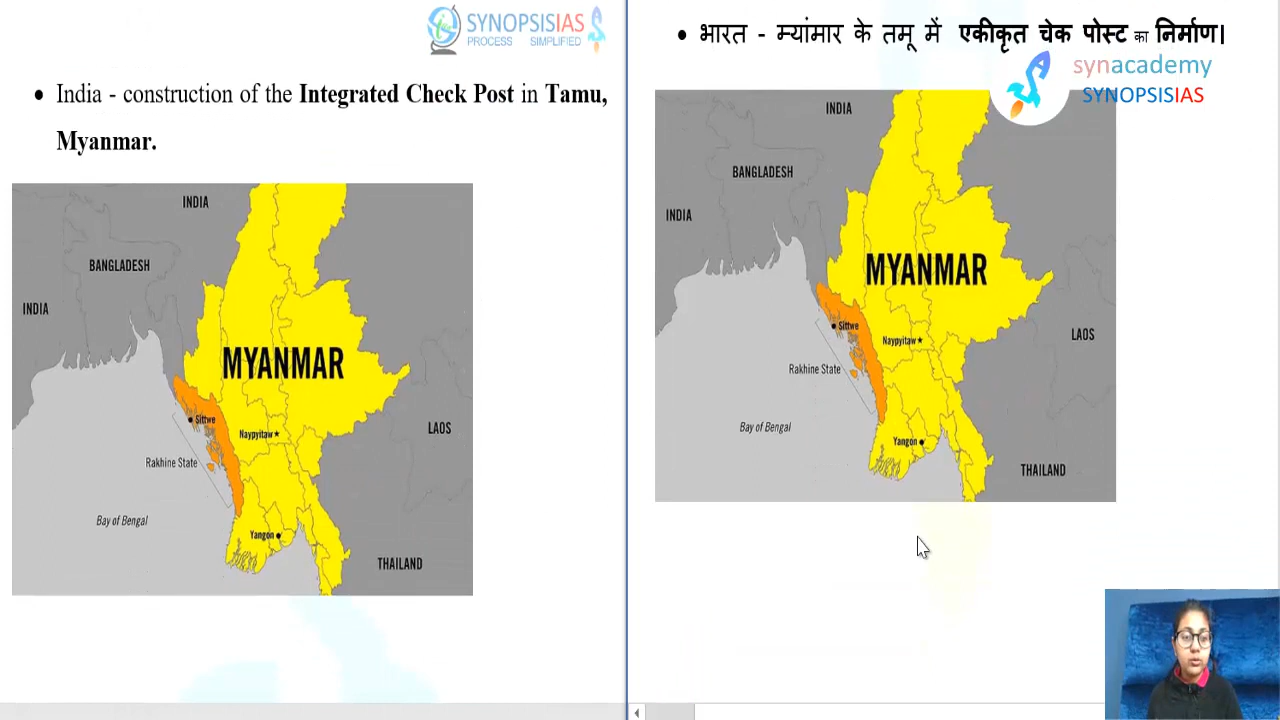 SYNOPSISIAS
PROCESS SIMPLIFIED
• India - construction of the Integrated Check Post in Tamu,
Myanmar.
INDIA
BANGLADESH
INDIA
MYANMAR
Sittwe
LAOS
Naypyitaw
Rakhine State
Bay of Bengal
Yangon
THAILAND
• भारत - म्यांमार के तमू में एकीकृत चेक पोस्ट का निर्माण।
synacademy
SYNOPSISIAS
INDIA
BANGLADESH
INDIA
MYANMAR
Sittwe
Naypyitaw
LAOS
Rakhine State
Bay of Bengal
Yangon
THAILAND